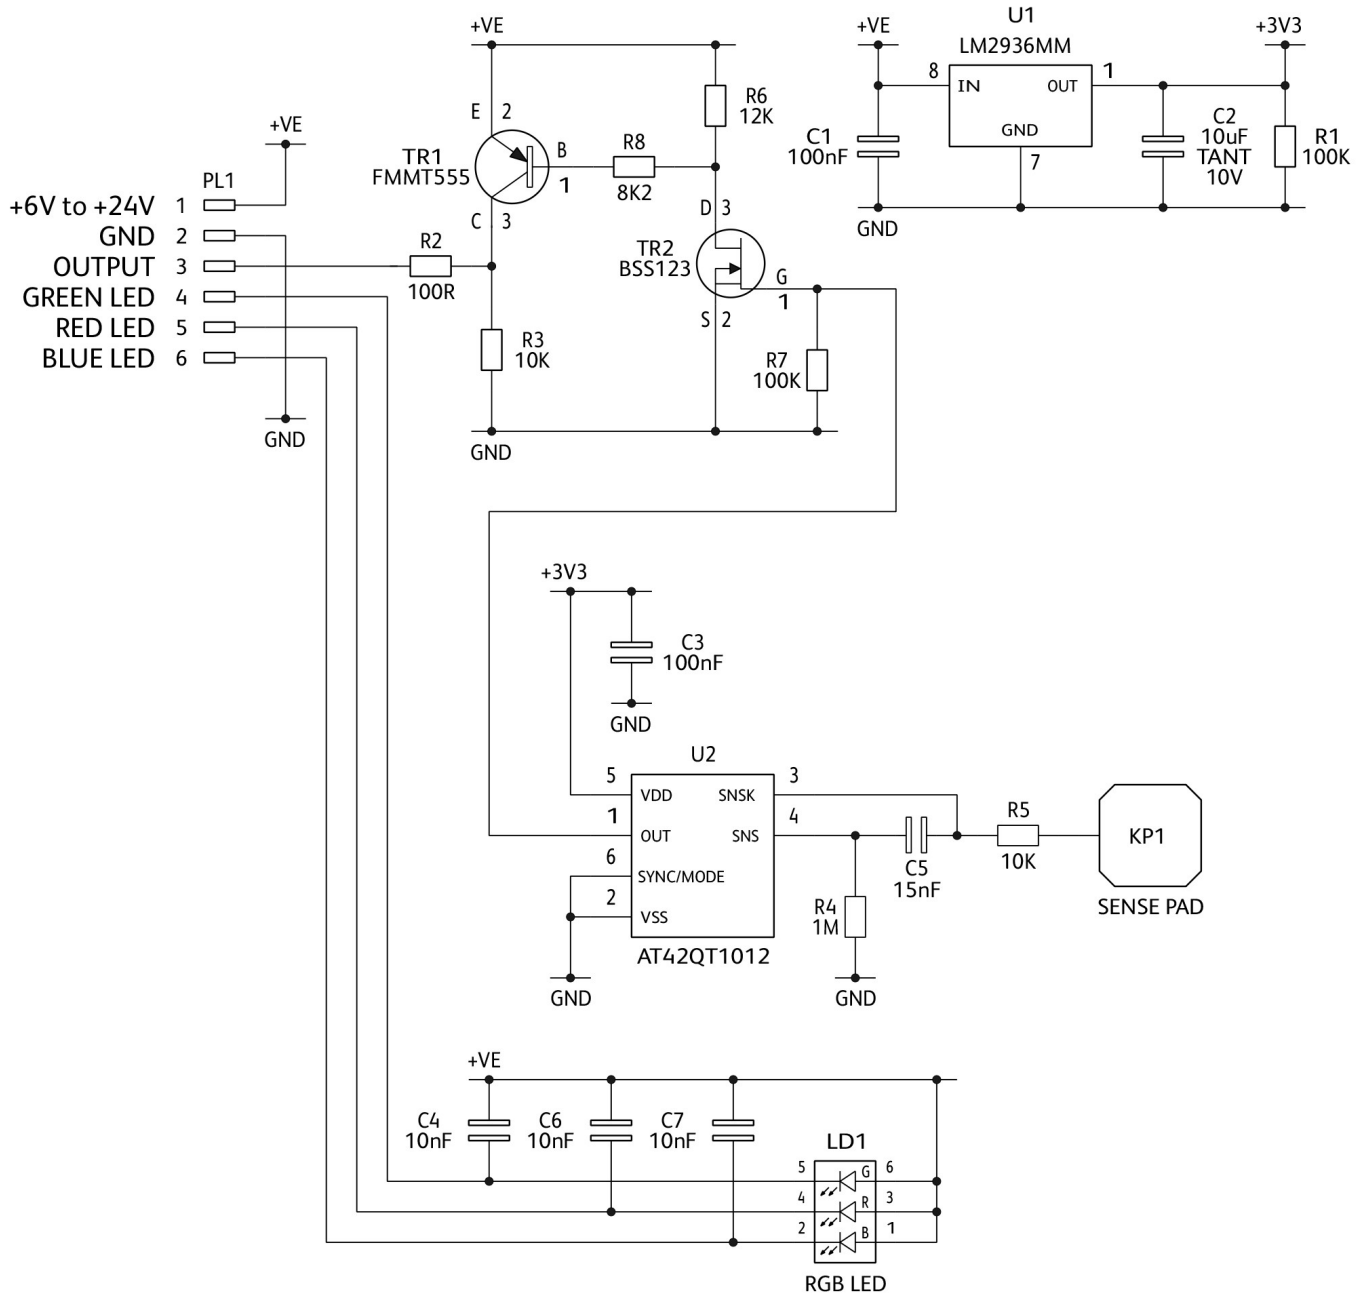 +VE
E 2
TR1
FMMT555
B
1
C 3
R8
8K2
R6
12K
D 3
TR2
BSS123
G
1
S 2
R7
100K
R2
100R
R3
10K
GND
+VE
U1
LM2936MM
+3V3
8
IN
OUT
1
GND
7
C1
100nF
C2
10uF
TANT
10V
R1
100K
GND
+VE
PL1
+6V to +24V 1
GND 2
OUTPUT 3
GREEN LED 4
RED LED 5
BLUE LED 6
GND
+3V3
C3
100nF
GND
U2
5
VDD
SNSK
3
1
OUT
SNS
4
6
SYNC/MODE
2
VSS
AT42QT1012
GND
R4
1M
GND
C5
15nF
R5
10K
KP1
SENSE PAD
+VE
C4
10nF
C6
10nF
C7
10nF
LD1
5 G 6
4 R 3
2 B 1
RGB LED